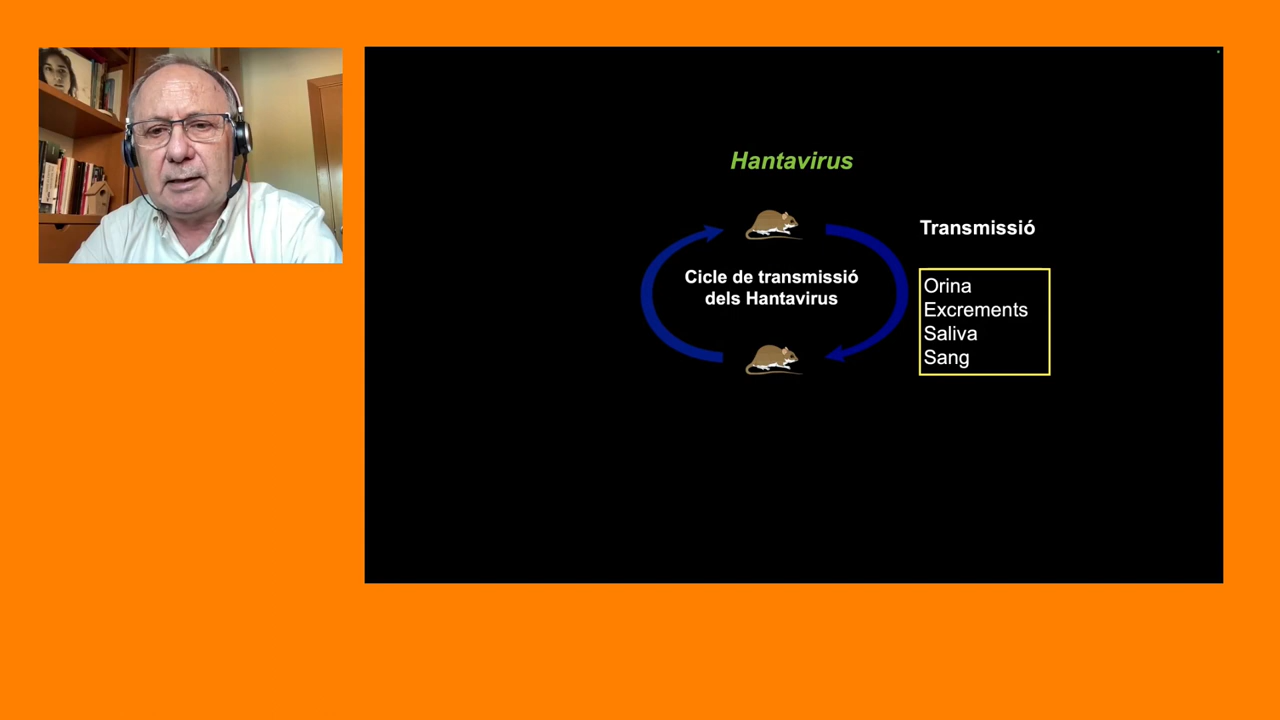 Hantavirus
Cicle de transmissió
dels Hantavirus
Transmissió
Orina
Excrements
Saliva
Sang